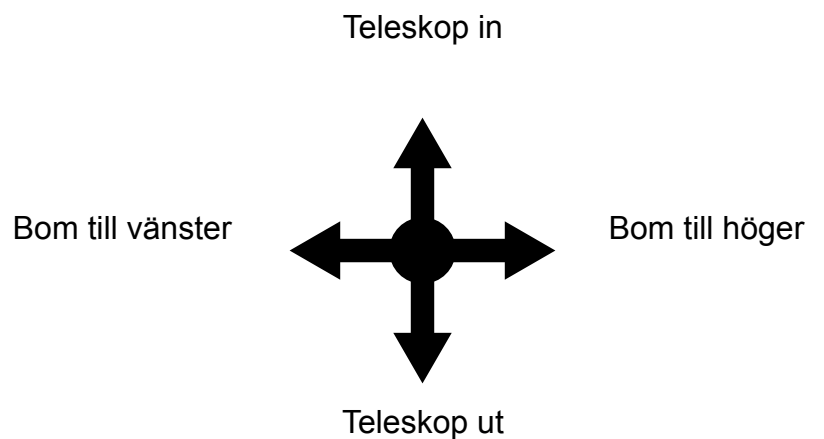 Teleskop in
Bom till vänster
Bom till höger
Teleskop ut